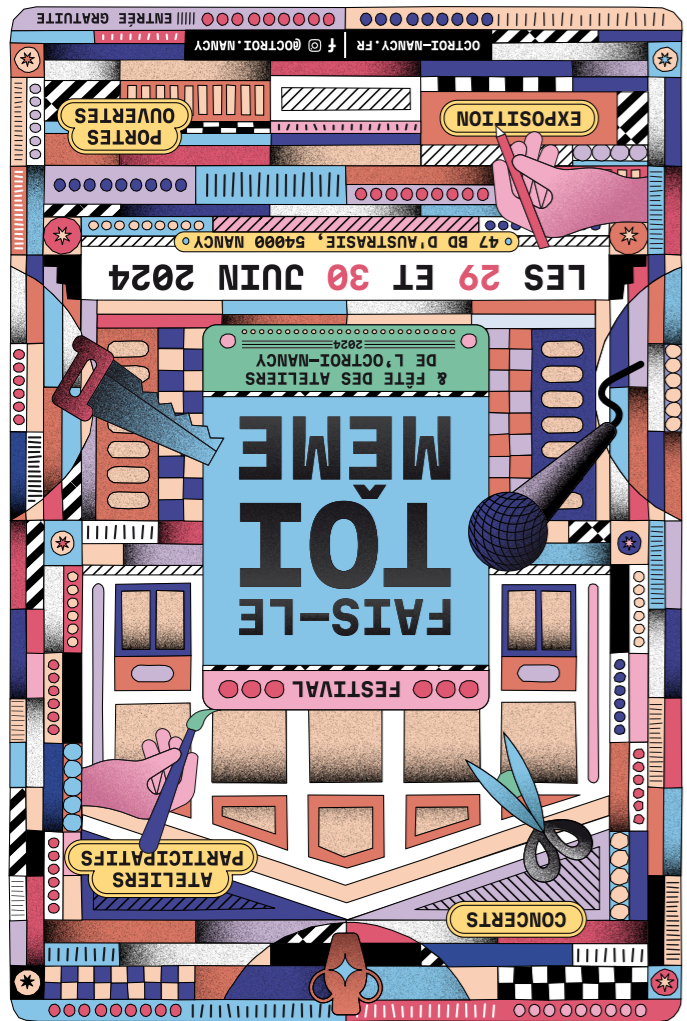 CONCERTS
ATELIERS
PARTICIPATIFS
FESTIVAL
FAIS-LE
TOI
MÊME
& FÊTE DES ATELIERS
DE L'OCTROI-NANCY
2024
LES 29 ET 30 JUIN 2024
47 BD D'AUSTRASIE, 54000 NANCY
EXPOSITION
PORTES
OUVERTES
OCTROI-NANCY.FR
@OCTROI.NANCY
ENTRÉE GRATUITE